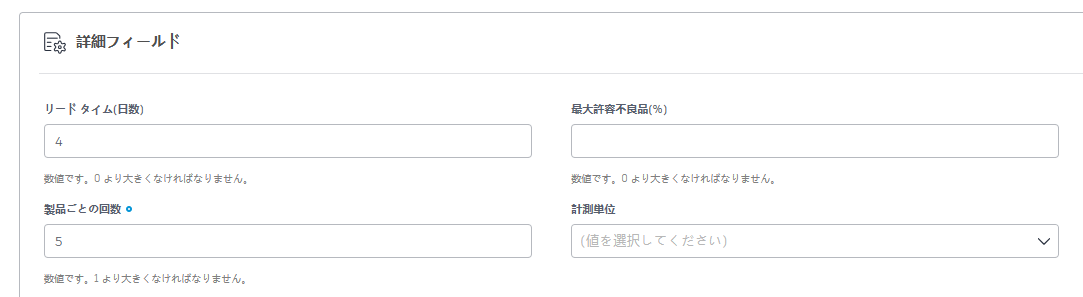 詳細フィールド
リード タイム(日数)
最大許容不良品(%)
4
数値です。0 より大きくなければなりません。
数値です。0 より大きくなければなりません。
製品ごとの回数
計測単位
5
(値を選択してください)
数値です。1 より大きくなければなりません。